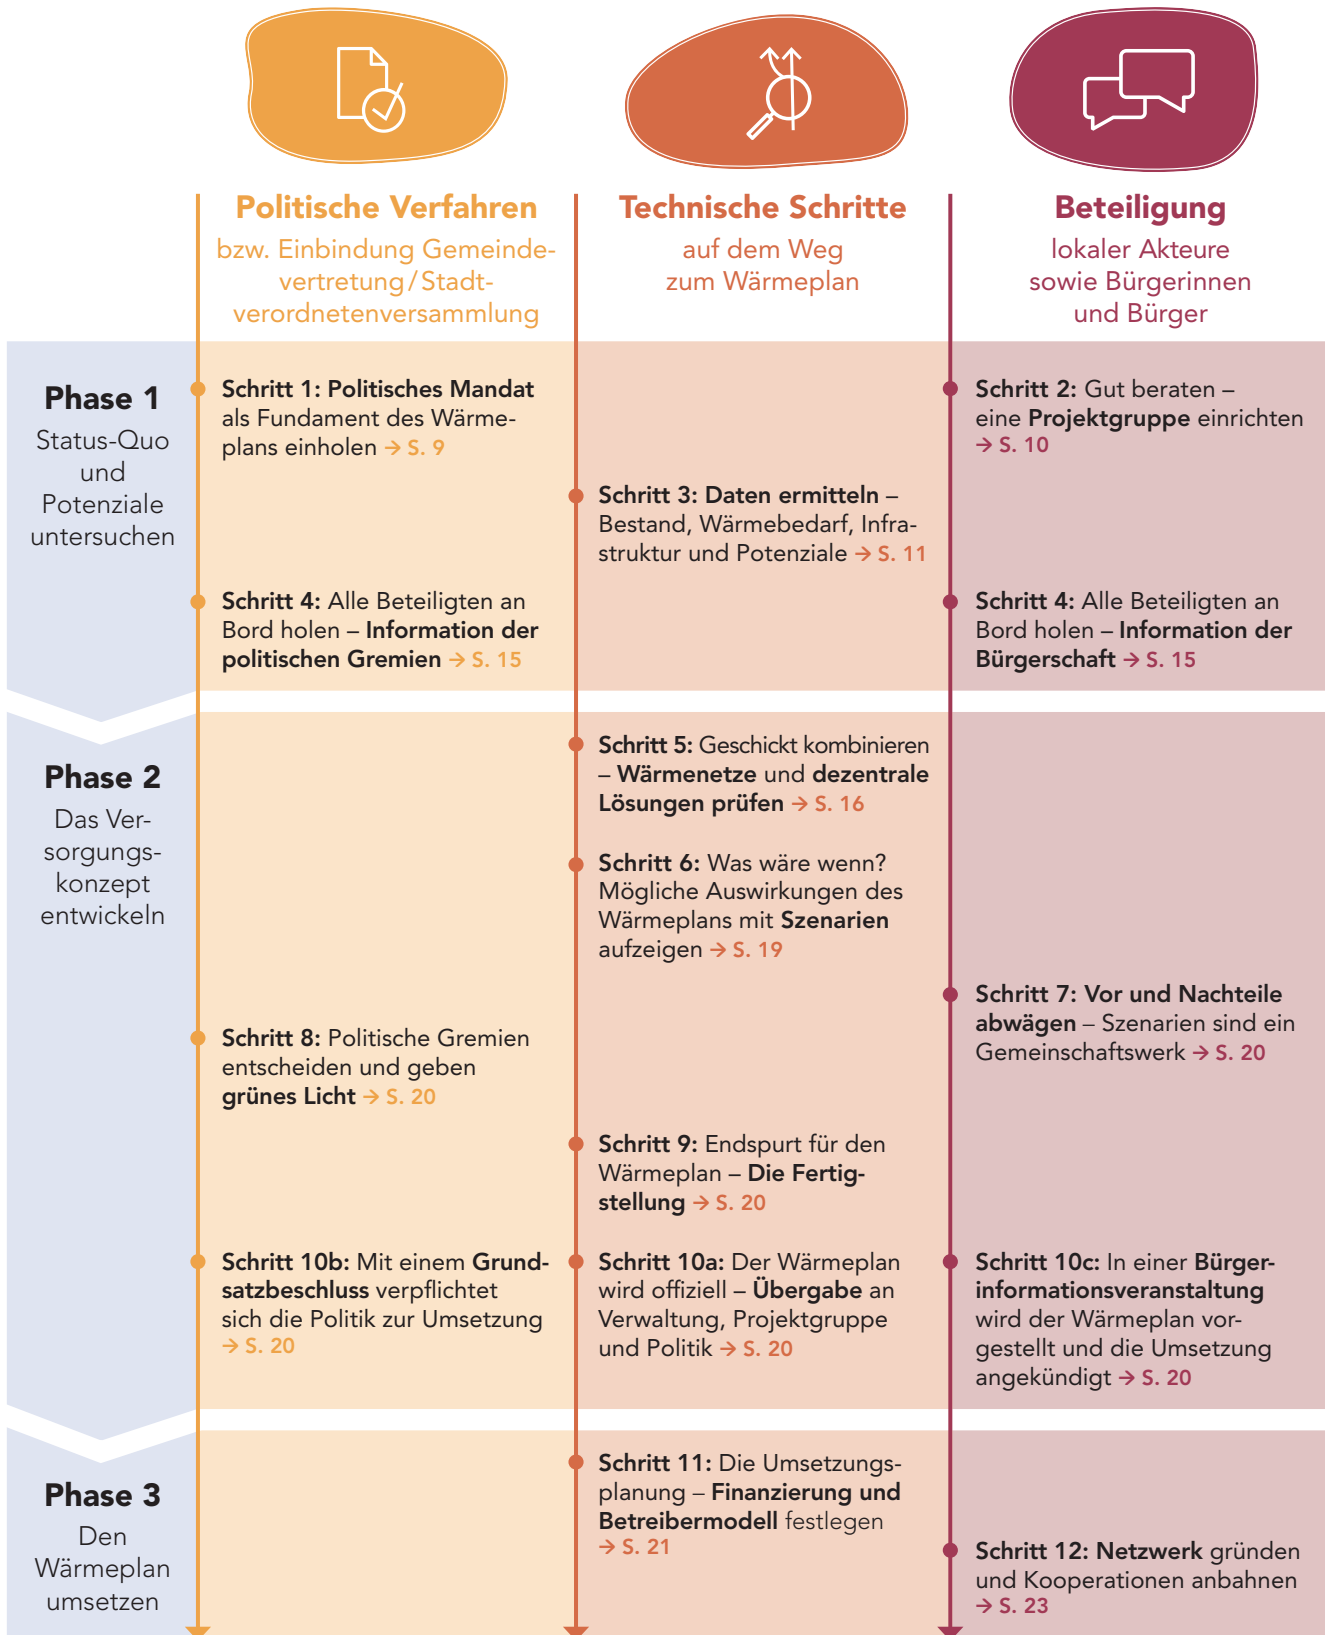 Politische Verfahren
bzw. Einbindung Gemeinde-
vertretung/Stadt-
verordnetenversammlung
Technische Schritte
auf dem Weg
zum Wärmeplan
Beteiligung
lokaler Akteure
sowie Bürgerinnen
und Bürger
Phase 1
Status-Quo
und
Potenziale
untersuchen
Schritt 1: Politisches Mandat
als Fundament des Wärme-
plans einholen → S. 9
Schritt 2: Gut beraten –
eine Projektgruppe einrichten
→ S. 10
Schritt 3: Daten ermitteln –
Bestand, Wärmebedarf, Infra-
struktur und Potenziale → S. 11
Schritt 4: Alle Beteiligten an
Bord holen – Information der
politischen Gremien → S. 15
Schritt 4: Alle Beteiligten an
Bord holen – Information der
Bürgerschaft → S. 15
Phase 2
Das Ver-
sorgungs-
konzept
entwickeln
Schritt 5: Geschickt kombinieren
– Wärmenetze und dezentrale
Lösungen prüfen → S. 16
Schritt 6: Was wäre wenn?
Mögliche Auswirkungen des
Wärmeplans mit Szenarien
aufzeigen → S. 19
Schritt 7: Vor und Nachteile
abwägen – Szenarien sind ein
Gemeinschaftswerk → S. 20
Schritt 8: Politische Gremien
entscheiden und geben
grünes Licht → S. 20
Schritt 9: Endspurt für den
Wärmeplan – Die Fertig-
stellung → S. 20
Schritt 10b: Mit einem Grund-
satzbeschluss verpflichtet
sich die Politik zur Umsetzung
→ S. 20
Schritt 10a: Der Wärmeplan
wird offiziell – Übergabe an
Verwaltung, Projektgruppe
und Politik → S. 20
Schritt 10c: In einer Bürger-
informationsveranstaltung
wird der Wärmeplan vor-
gestellt und die Umsetzung
angekündigt → S. 20
Phase 3
Den
Wärmeplan
umsetzen
Schritt 11: Die Umsetzungs-
planung – Finanzierung und
Betreibermodell festlegen
→ S. 21
Schritt 12: Netzwerk gründen
und Kooperationen anbahnen
→ S. 23